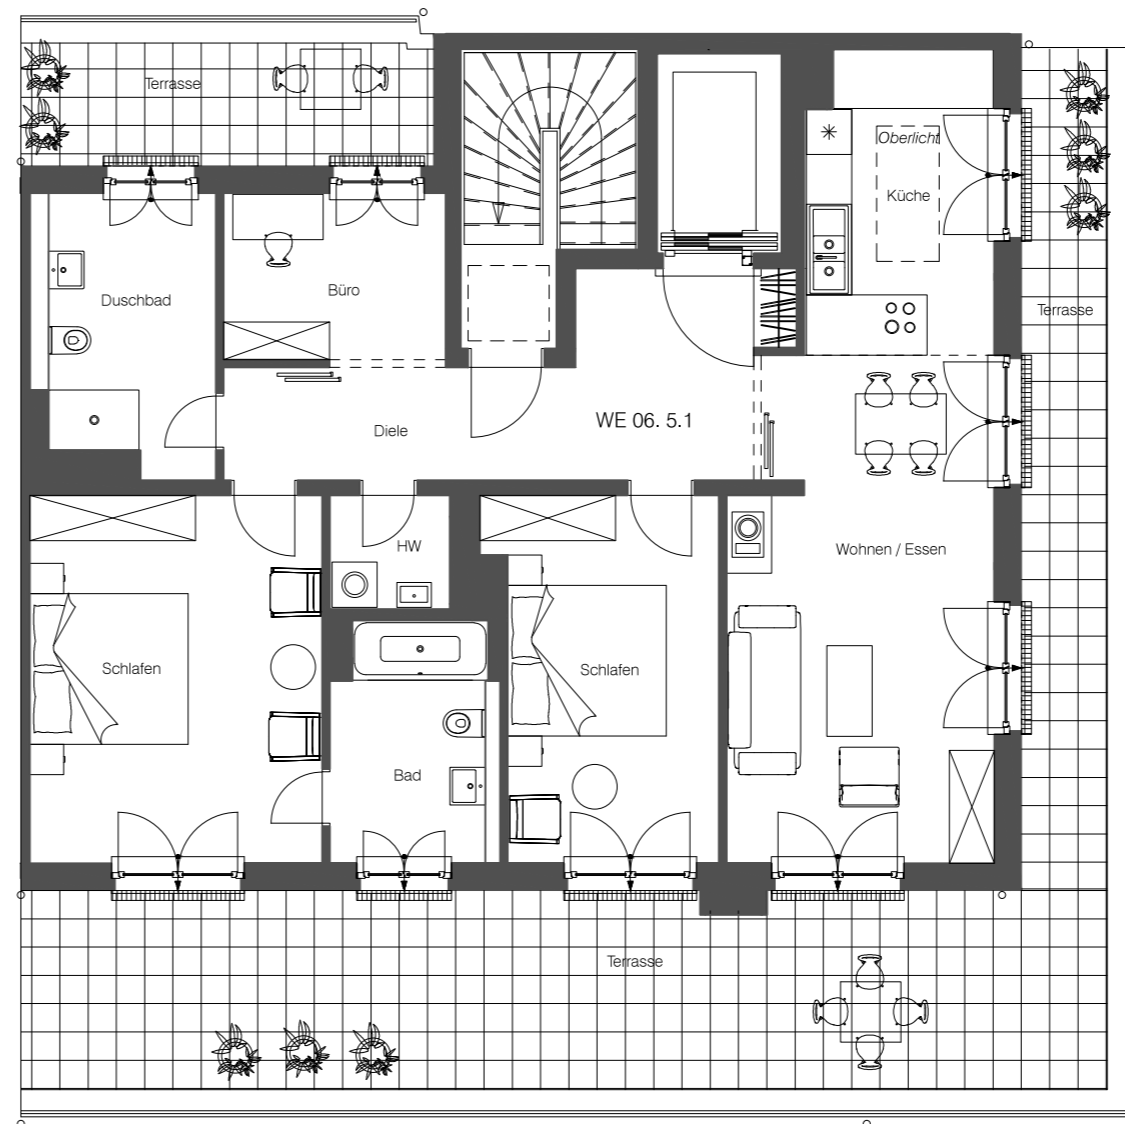 Terrasse
Oberlicht
Küche
Duschbad
Büro
Terrasse
Diele
WE 06. 5.1
HW
Wohnen / Essen
Schlafen
Schlafen
Bad
Terrasse